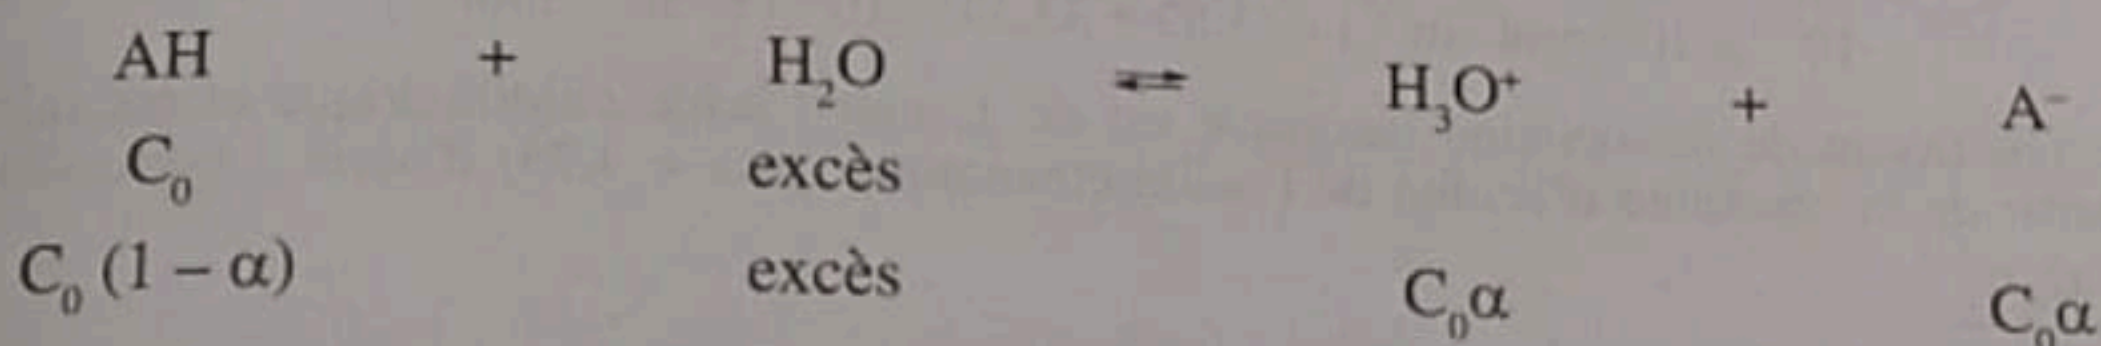 AH + H₂O ⇌ H₃O⁺ + A⁻
C₀ excès
C₀ (1 – α) excès C₀α C₀α